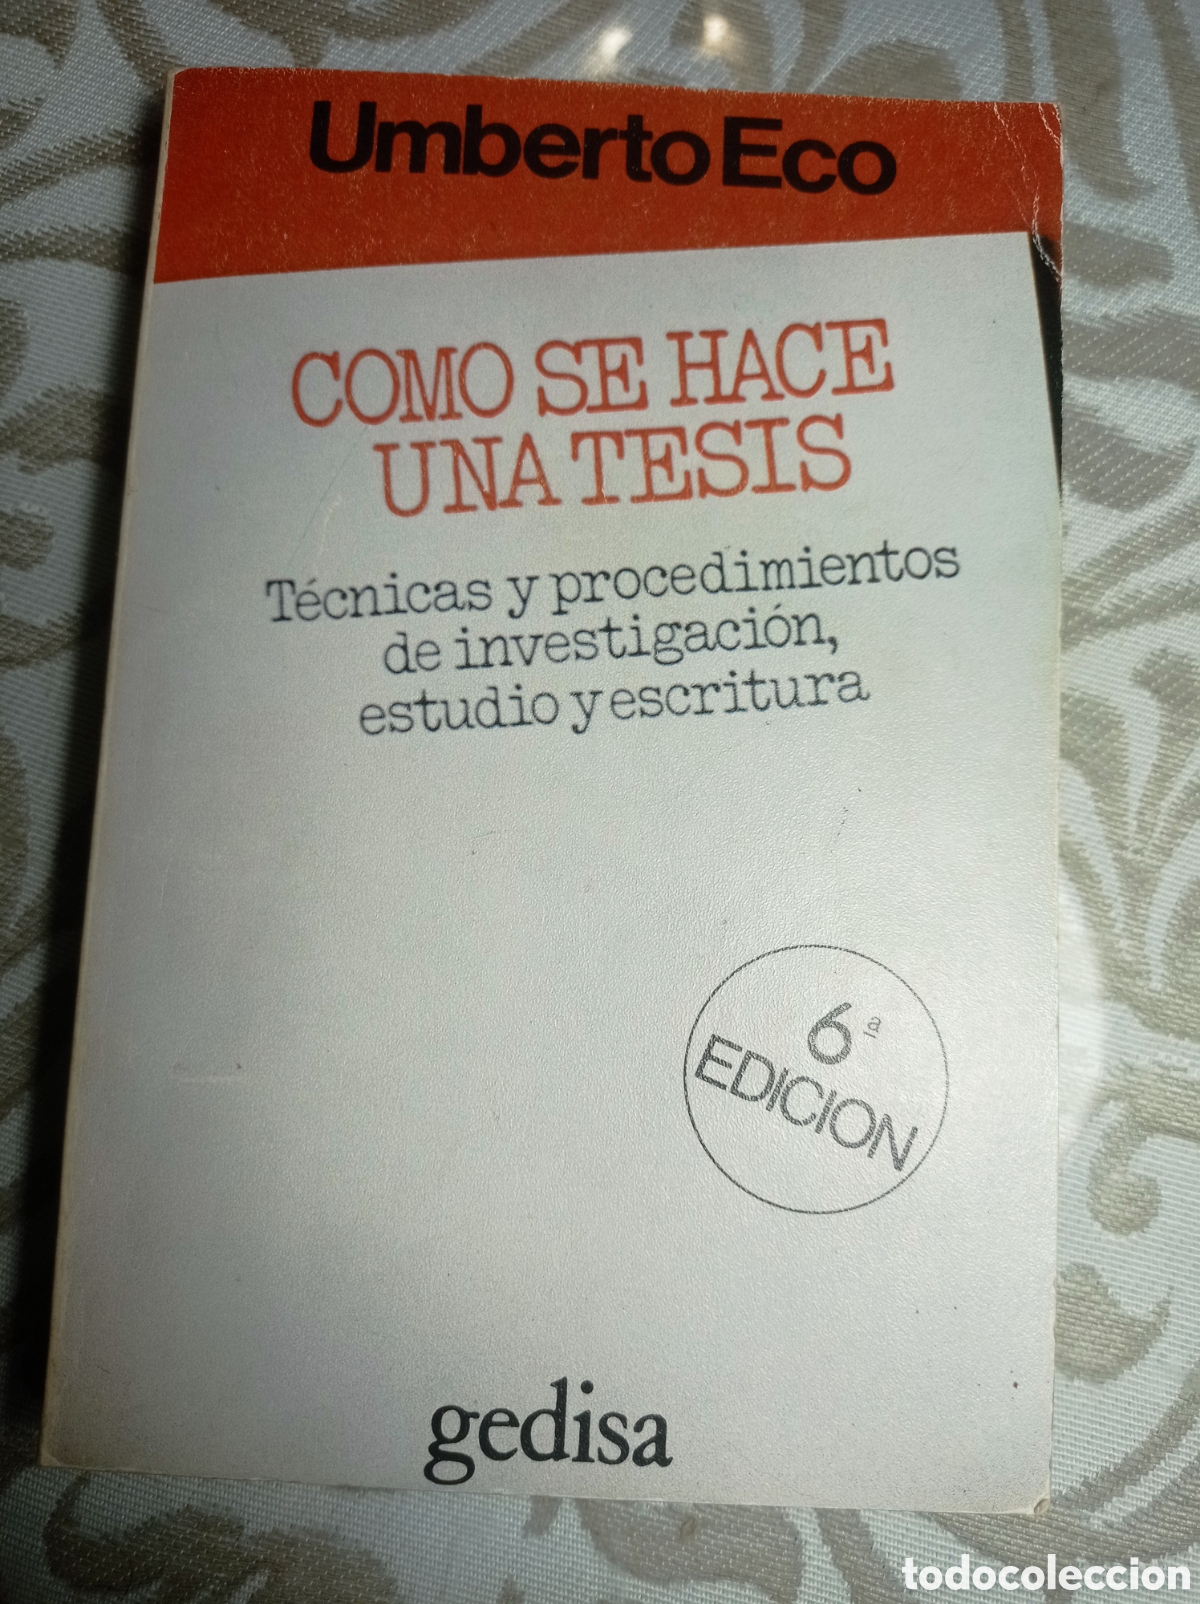 Umberto Eco
COMO SE HACE
UNA TESIS
Técnicas y procedimientos
de investigación,
estudio y escritura
6ª
EDICION
gedisa
todocoleccion